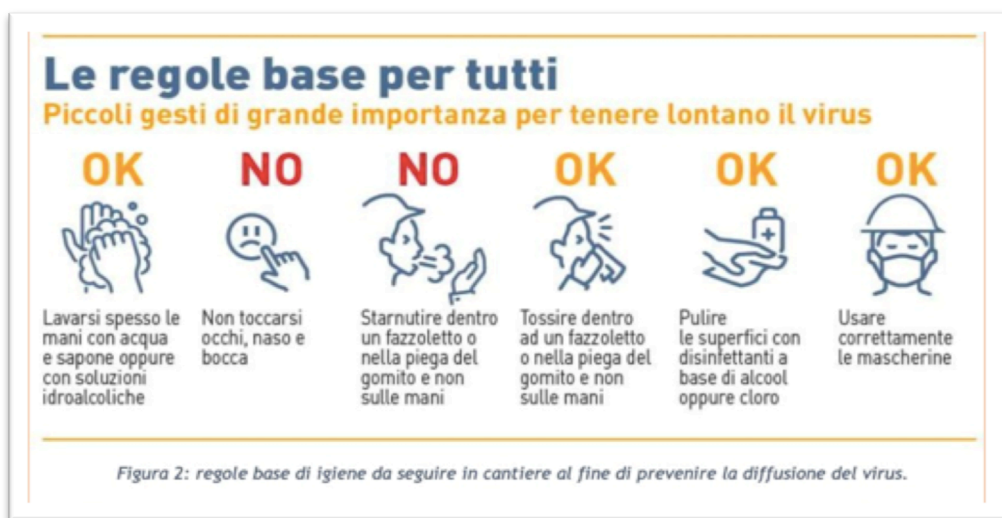 Le regole base per tutti
Piccoli gesti di grande importanza per tenere lontano il virus
OK
Lavarsi spesso le
mani con acqua
e sapone oppure
con soluzioni
idroalcoliche
NO
Non toccarsi
occhi, naso e
bocca
NO
Starnutire dentro
un fazzoletto o
nella piega del
gomito e non
sulle mani
OK
Tossire dentro
ad un fazzoletto
o nella piega del
gomito e non
sulle mani
OK
Pulire
le superfici con
disinfettanti a
base di alcool
oppure cloro
OK
Usare
correttamente
le mascherine
Figura 2: regole base di igiene da seguire in cantiere al fine di prevenire la diffusione del virus.